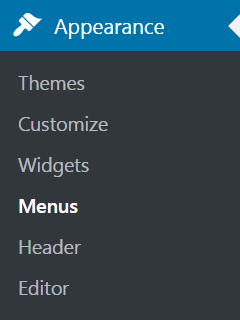 Appearance
Themes
Customize
Widgets
Menus
Header
Editor